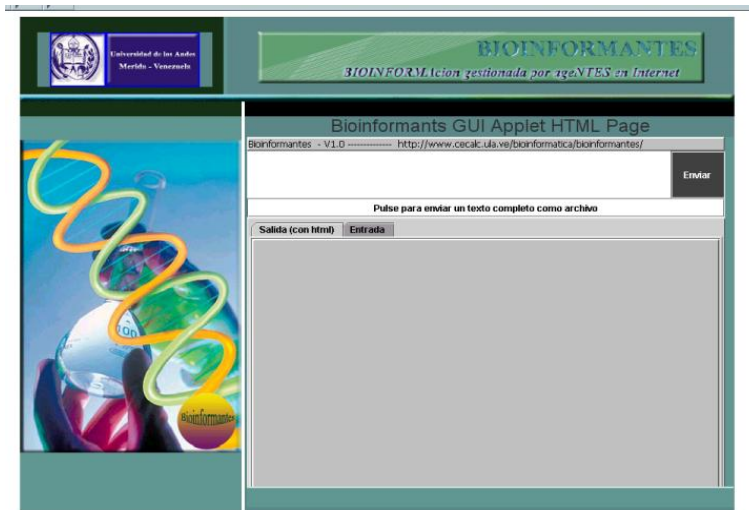 Universidad de los Andes
Merida - Venezuela
BIOINFORMANTES
BIOINFORMAcion gestionada por ageNTES en Internet
Bioinformants GUI Applet HTML Page
Bioinformantes - V1.0 ------------- http://www.cecalc.ula.ve/bioinformatica/bioinformantes/
Enviar
Pulse para enviar un texto completo como archivo
Salida (con html) Entrada
Bioinformantes